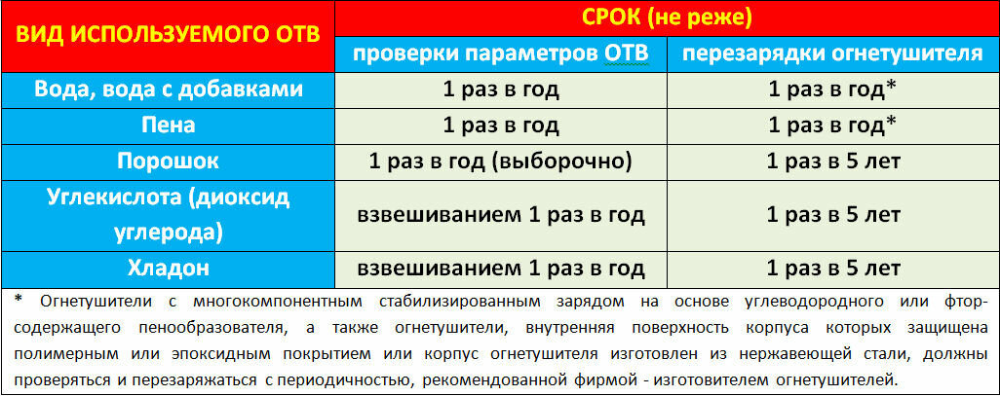 ВИД ИСПОЛЬЗУЕМОГО ОТВ
СРОК (не реже)
проверки параметров ОТВ
перезарядки огнетушителя
Вода, вода с добавками
1 раз в год
1 раз в год*
Пена
1 раз в год
1 раз в год*
Порошок
1 раз в год (выборочно)
1 раз в 5 лет
Углекислота (диоксид
углерода)
взвешиванием 1 раз в год
1 раз в 5 лет
Хладон
взвешиванием 1 раз в год
1 раз в 5 лет
* Огнетушители с многокомпонентным стабилизированным зарядом на основе углеводородного или фтор-
содержащего пенообразователя, а также огнетушители, внутренняя поверхность корпуса которых защищена
полимерным или эпоксидным покрытием или корпус огнетушителя изготовлен из нержавеющей стали, должны
проверяться и перезаряжаться с периодичностью, рекомендованной фирмой - изготовителем огнетушителей.